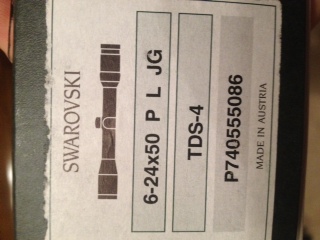 SWAROVSKI
6-24x50 P L JG
TDS-4
P740555086
MADE IN AUSTRIA